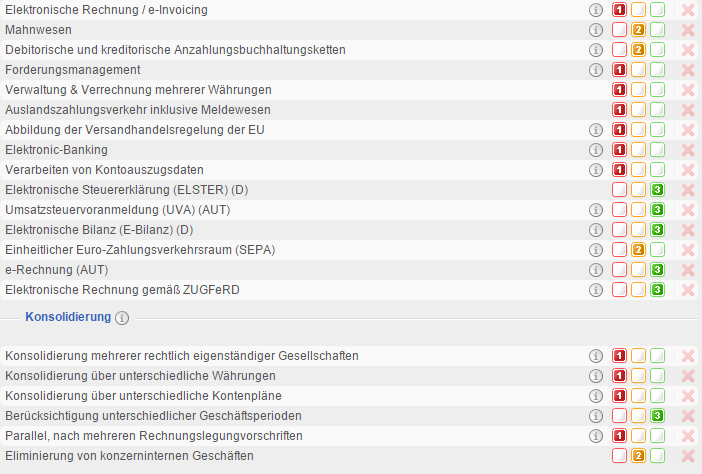 Elektronische Rechnung / e-Invoicing i 1
Mahnwesen i 2
Debitorische und kreditorische Anzahlungsbuchhaltungsketten i 2
Forderungsmanagement i 1
Verwaltung & Verrechnung mehrerer Währungen 1
Auslandszahlungsverkehr inklusive Meldewesen 1
Abbildung der Versandhandelsregelung der EU i 1
Elektronic-Banking i 1
Verarbeiten von Kontoauszugsdaten i 1
Elektronische Steuererklärung (ELSTER) (D) 3
Umsatzsteuervoranmeldung (UVA) (AUT) i 3
Elektronische Bilanz (E-Bilanz) (D) i 3
Einheitlicher Euro-Zahlungsverkehrsraum (SEPA) i 2
e-Rechnung (AUT) i 3
Elektronische Rechnung gemäß ZUGFeRD i 3
Konsolidierung i
Konsolidierung mehrerer rechtlich eigenständiger Gesellschaften i 1
Konsolidierung über unterschiedliche Währungen i 1
Konsolidierung über unterschiedliche Kontenpläne i 1
Berücksichtigung unterschiedlicher Geschäftsperioden i 3
Parallel, nach mehreren Rechnungslegungvorschriften i 1
Eliminierung von konzerninternen Geschäften 2